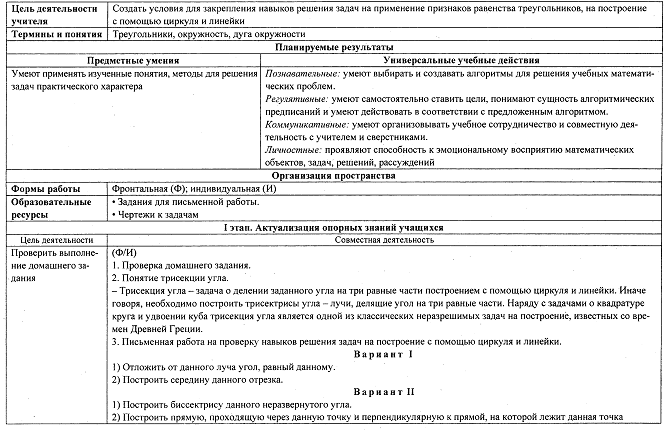 Цель деятельности учителя
Создать условия для закрепления навыков решения задач на применение признаков равенства треугольников, на построение
с помощью циркуля и линейки
Термины и понятия
Треугольники, окружность, дуга окружности
Планируемые результаты
Предметные умения
Универсальные учебные действия
Умеют применять изученные понятия, методы для решения
задач практического характера
Познавательные: умеют выбирать и создавать алгоритмы для решения учебных математи-
ческих проблем.
Регулятивные: умеют самостоятельно ставить цели, понимают сущность алгоритмических
предписаний и умеют действовать в соответствии с предложенным алгоритмом.
Коммуникативные: умеют организовывать учебное сотрудничество и совместную дея-
тельность с учителем и сверстниками.
Личностные: проявляют способность к эмоциональному восприятию математических
объектов, задач, решений, рассуждений
Организация пространства
Формы работы
Фронтальная (Ф); индивидуальная (И)
Образовательные
ресурсы
• Задания для письменной работы.
• Чертежи к задачам
I этап. Актуализация опорных знаний учащихся
Цель деятельности
Совместная деятельность
Проверить выполне-
ние домашнего за-
дания
(Ф/И)
1. Проверка домашнего задания.
2. Понятие трисекции угла.
– Трисекция угла – задача о делении заданного угла на три равные части построением с помощью циркуля и линейки. Иначе
говоря, необходимо построить трисектрисы угла – лучи, делящие угол на три равные части. Наряду с задачами о квадратуре
круга и удвоении куба трисекция угла является одной из классических неразрешимых задач на построение, известных со вре-
мен Древней Греции.
3. Письменная работа на проверку навыков решения задач на построение с помощью циркуля и линейки.
Вариант I
1) Отложить от данного луча угол, равный данному.
2) Построить середину данного отрезка.
Вариант II
1) Построить биссектрису данного неразвернутого угла.
2) Построить прямую, проходящую через данную точку и перпендикулярную к прямой, на которой лежит данная точка